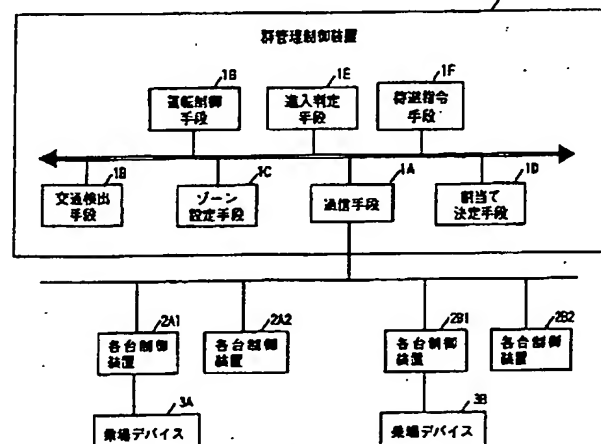 群管理制御装置
1G
運転制御
手段
1E
進入判定
手段
1F
待避指令
手段
1B
交通検出
手段
1C
ゾーン
設定手段
1A
通信手段
1D
割当て
決定手段
2A1
各台制御
装置
2A2
各台制御
装置
2B1
各台制御
装置
2B2
各台制御
装置
3A
乗場デバイス
3B
乗場デバイス